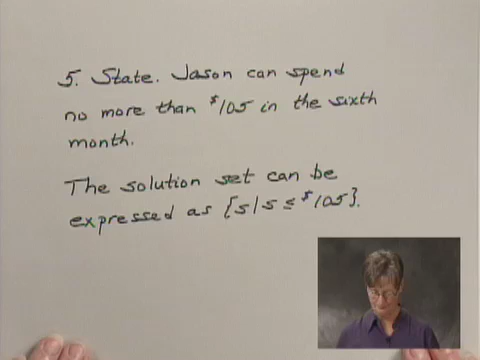 5. State. Jason can spend
no more than $105 in the sixth
month.
The solution set can be
expressed as {s|s ≤ $105}.